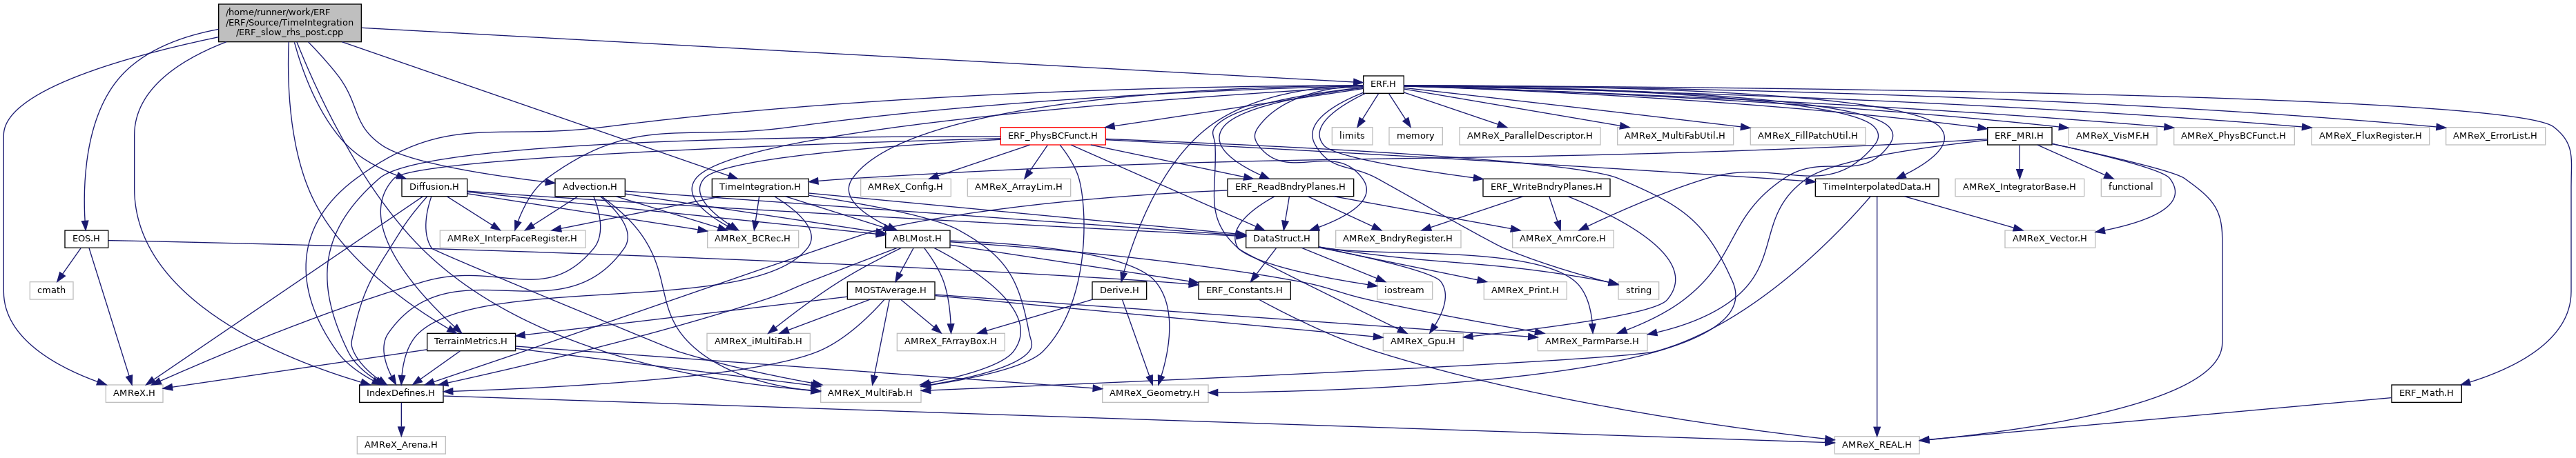 /home/runner/work/ERF
/ERF/Source/TimeIntegration
/ERF_slow_rhs_post.cpp
ERF.H
ERF_PhysBCFunct.H
limits
memory
AMReX_ParallelDescriptor.H
AMReX_MultiFabUtil.H
AMReX_FillPatchUtil.H
ERF_MRI.H
AMReX_VisMF.H
AMReX_PhysBCFunct.H
AMReX_FluxRegister.H
AMReX_ErrorList.H
Diffusion.H
Advection.H
TimeIntegration.H
AMReX_Config.H
AMReX_ArrayLim.H
ERF_ReadBndryPlanes.H
ERF_WriteBndryPlanes.H
TimeInterpolatedData.H
AMReX_IntegratorBase.H
functional
EOS.H
AMReX_InterpFaceRegister.H
AMReX_BCRec.H
ABLMost.H
DataStruct.H
AMReX_BndryRegister.H
AMReX_AmrCore.H
AMReX_Vector.H
cmath
MOSTAverage.H
Derive.H
ERF_Constants.H
iostream
AMReX_Print.H
string
TerrainMetrics.H
AMReX_iMultiFab.H
AMReX_FArrayBox.H
AMReX_Gpu.H
AMReX_ParmParse.H
AMReX.H
IndexDefines.H
AMReX_MultiFab.H
AMReX_Geometry.H
ERF_Math.H
AMReX_Arena.H
AMReX_REAL.H